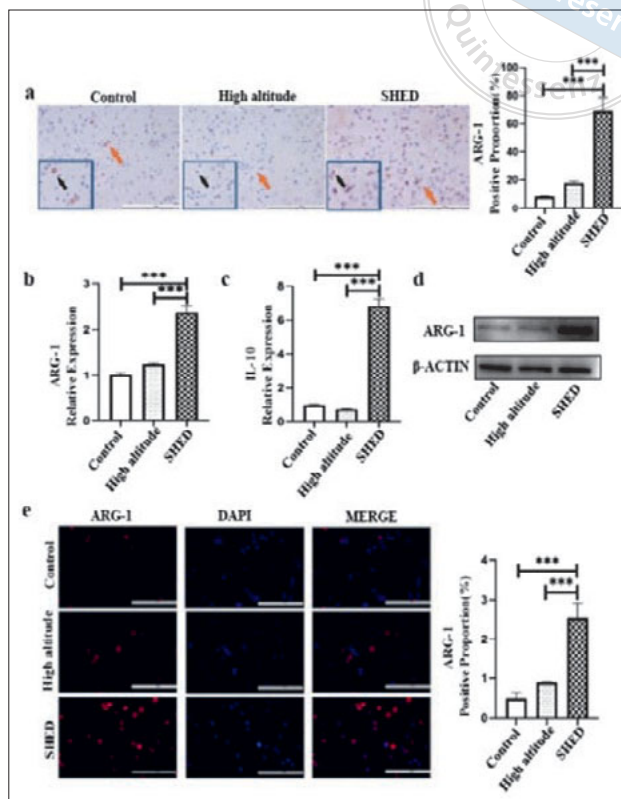 Quintessenz
a
Control
High altitude
SHED
ARG-1
Positive Proportion(%)
100
80
60
40
20
0
***
***
Control
High altitude
SHED
b
ARG-1
Relative Expression
3
2
1
0
***
***
Control
High altitude
SHED
c
IL-10
Relative Expression
8
6
4
2
0
***
***
Control
High altitude
SHED
d
ARG-1
β-ACTIN
Control
High altitude
SHED
e
ARG-1
DAPI
MERGE
Control
High altitude
SHED
ARG-1
Positive Proportion(%)
4
3
2
1
0
***
***
Control
High altitude
SHED